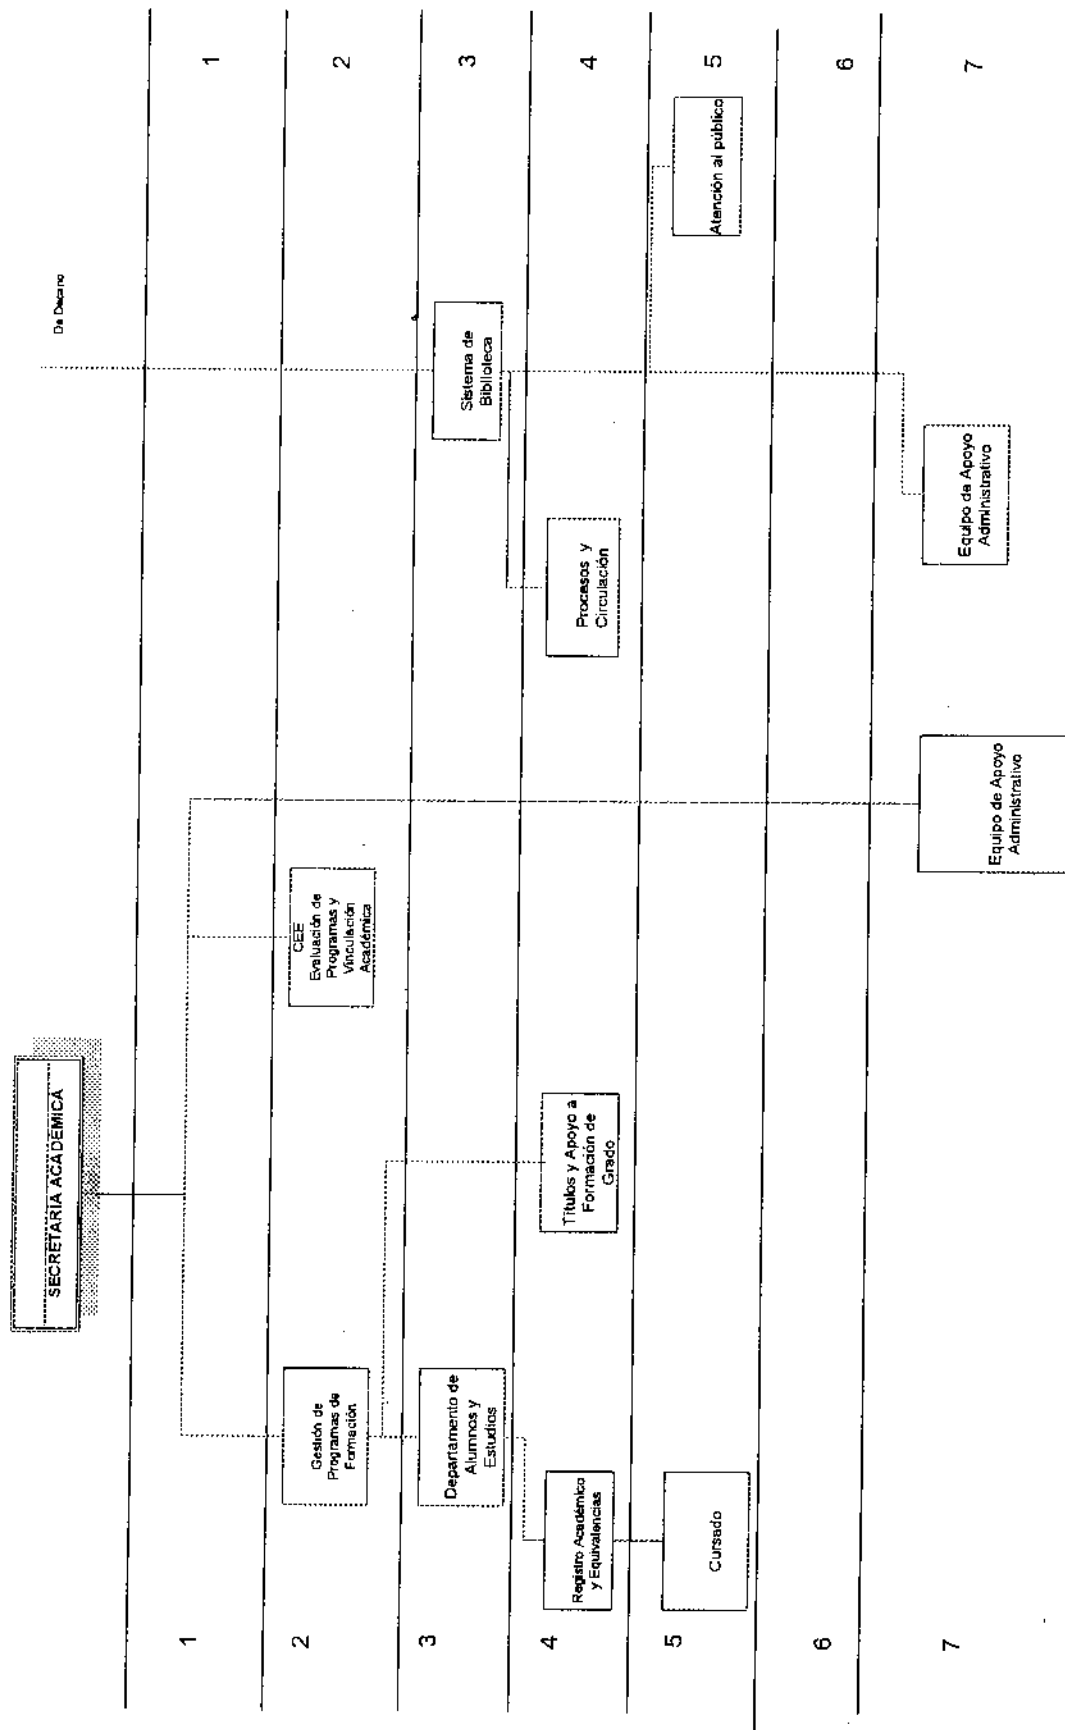 De Decano
SECRETARIA ACADEMICA
1
1
2
Gestión de
Programas de
Formación
CEE
Evaluación de
Programas y
Vinculación
Académica
2
3
Departamento de
Alumnos y
Estudios
Sistema de
Biblioteca
3
4
Registro Académico
y Equivalencias
Títulos y Apoyo a
Formación de
Grado
Procesos y
Circulación
4
5
Cursado
Atención al público
5
6
6
7
Equipo de Apoyo
Administrativo
Equipo de Apoyo
Administrativo
7